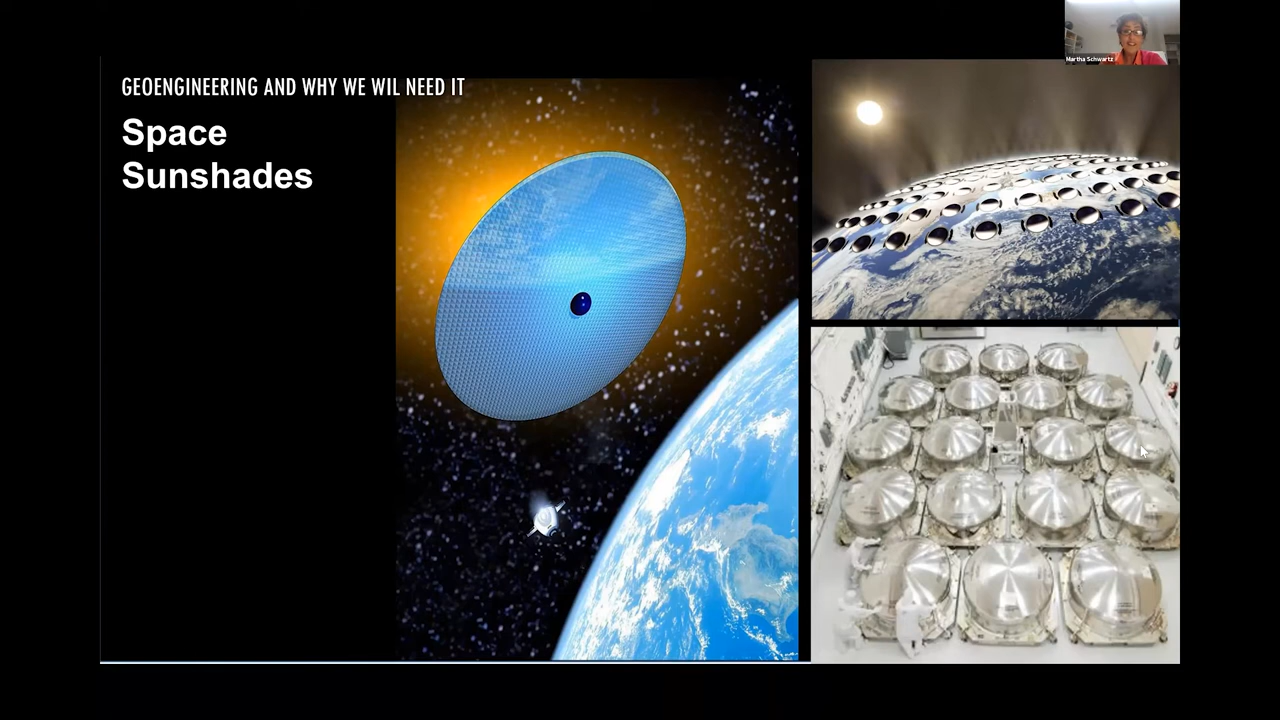 Martha Schwartz
GEOENGINEERING AND WHY WE WIL NEED IT
Space
Sunshades